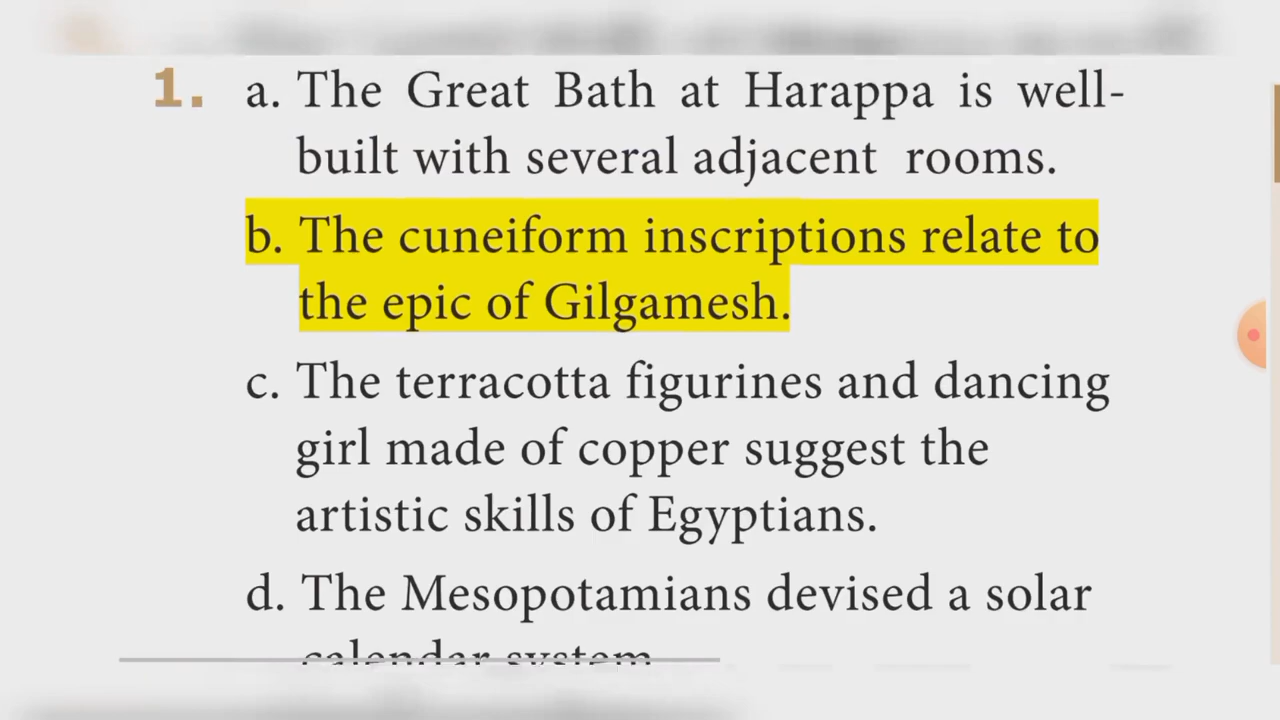 1. a. The Great Bath at Harappa is well-
built with several adjacent rooms.
b. The cuneiform inscriptions relate to
the epic of Gilgamesh.
c. The terracotta figurines and dancing
girl made of copper suggest the
artistic skills of Egyptians.
d. The Mesopotamians devised a solar
calendar system.